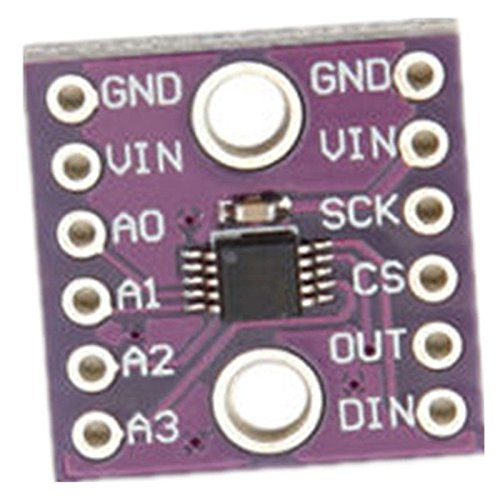 GND GND
VIN VIN
A0 SCK
A1 CS
A2 OUT
A3 DIN